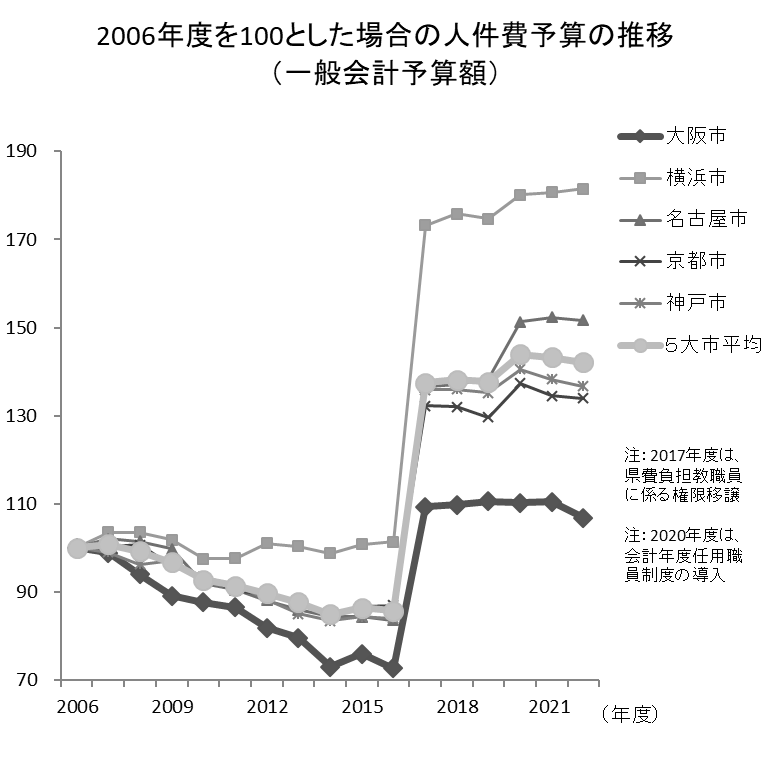 2006年度を100とした場合の人件費予算の推移
（一般会計予算額）
大阪市
横浜市
名古屋市
京都市
神戸市
５大市平均
190
170
150
130
110
90
70
注：2017年度は、
県費負担教職員
に係る権限移譲
注：2020年度は、
会計年度任用職
員制度の導入
2006 2009 2012 2015 2018 2021
（年度）